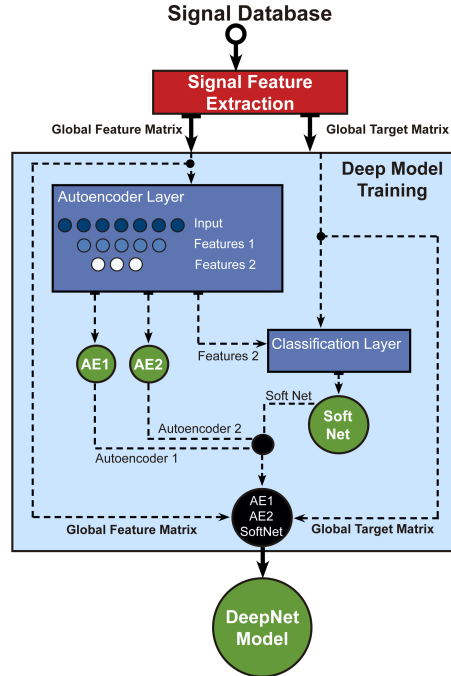 Signal Database
Signal Feature
Extraction
Global Feature Matrix
Global Target Matrix
Deep Model
Training
Autoencoder Layer
Input
Features 1
Features 2
AE1
AE2
Features 2
Classification Layer
Soft Net
Soft
Net
Autoencoder 2
Autoencoder 1
AE1
AE2
SoftNet
Global Feature Matrix
Global Target Matrix
DeepNet
Model